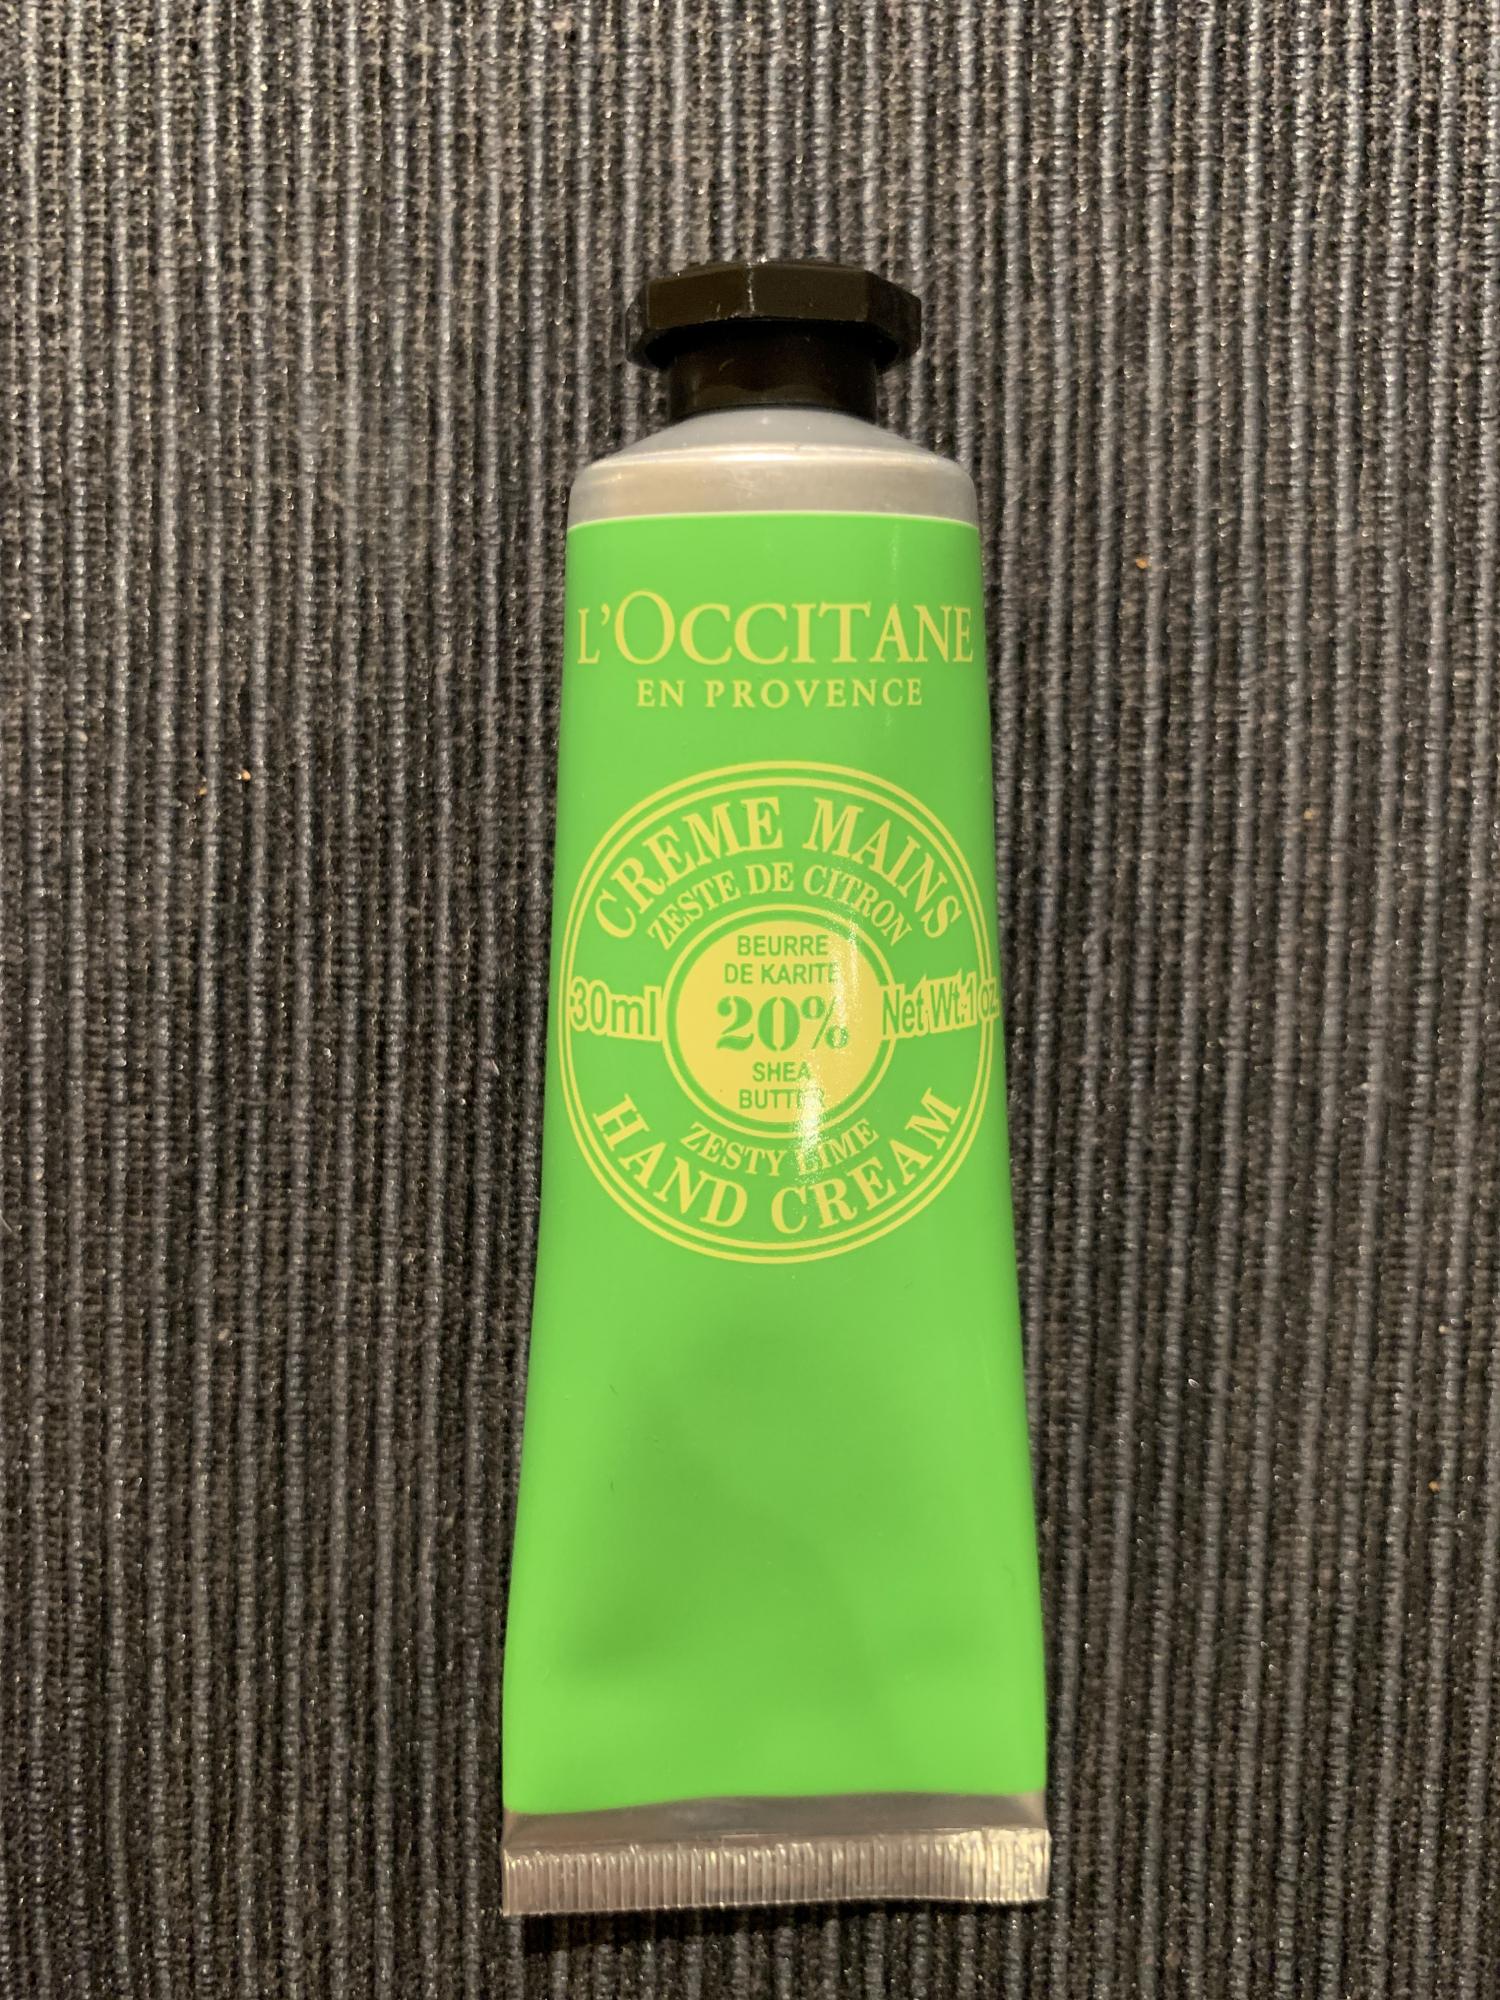 L'OCCITANE
EN PROVENCE
CREME MAINS
ZESTE DE CITRON
BEURRE
DE KARITE
30ml
20%
Net Wt.1 oz.
SHEA
BUTTER
ZESTY LIME
HAND CREAM